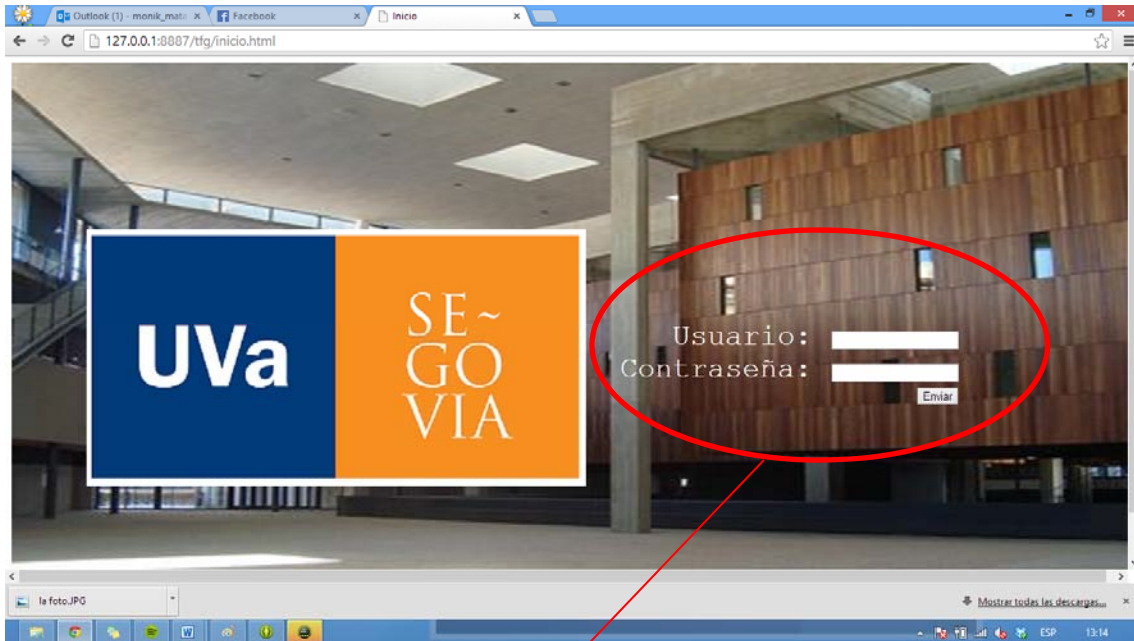 Outlook (1) - monik_mata
Facebook
Inicio
127.0.0.1:8887/tfg/inicio.html
UVa
SE~
GO
VIA
Usuario:
Contraseña:
Enviar
la foto.JPG
Mostrar todas las descargas...
ESP
13:14